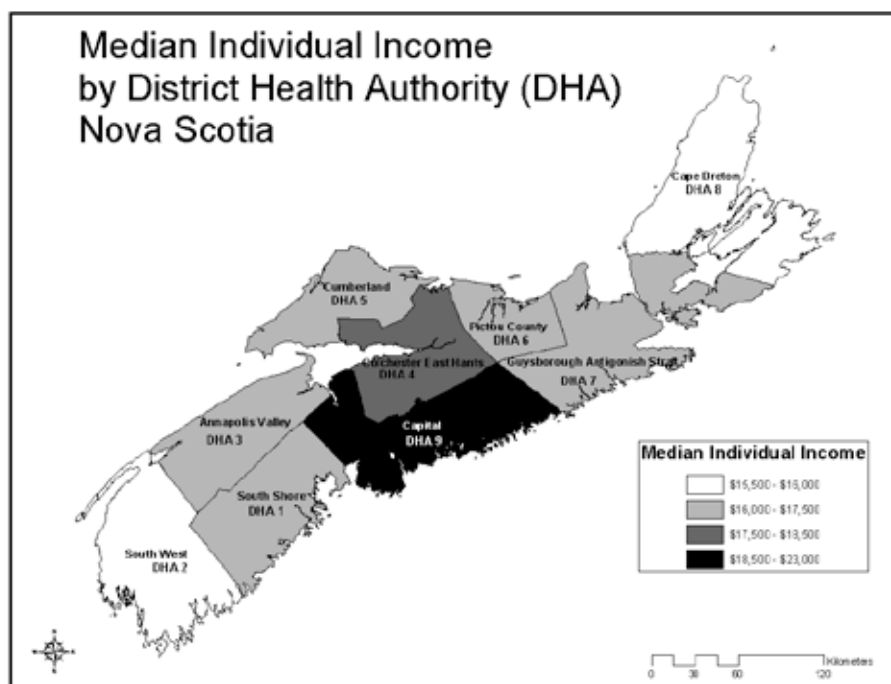 Median Individual Income
by District Health Authority (DHA)
Nova Scotia
Cape Breton
DHA 8
Cumberland
DHA 5
Pictou County
DHA 6
Colchester East Hants
DHA 4
Guysborough Antigonish Strait
DHA 7
Annapolis Valley
DHA 3
Capital
DHA 9
South Shore
DHA 1
South West
DHA 2
Median Individual Income
$15,500 - $16,000
$16,000 - $17,500
$17,500 - $18,500
$18,500 - $23,000
Kilometers
0 30 60 120